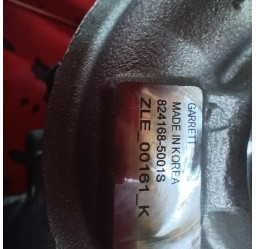 GARRETT
MADE IN KOREA
824168-5001S
ZLE_00161_K